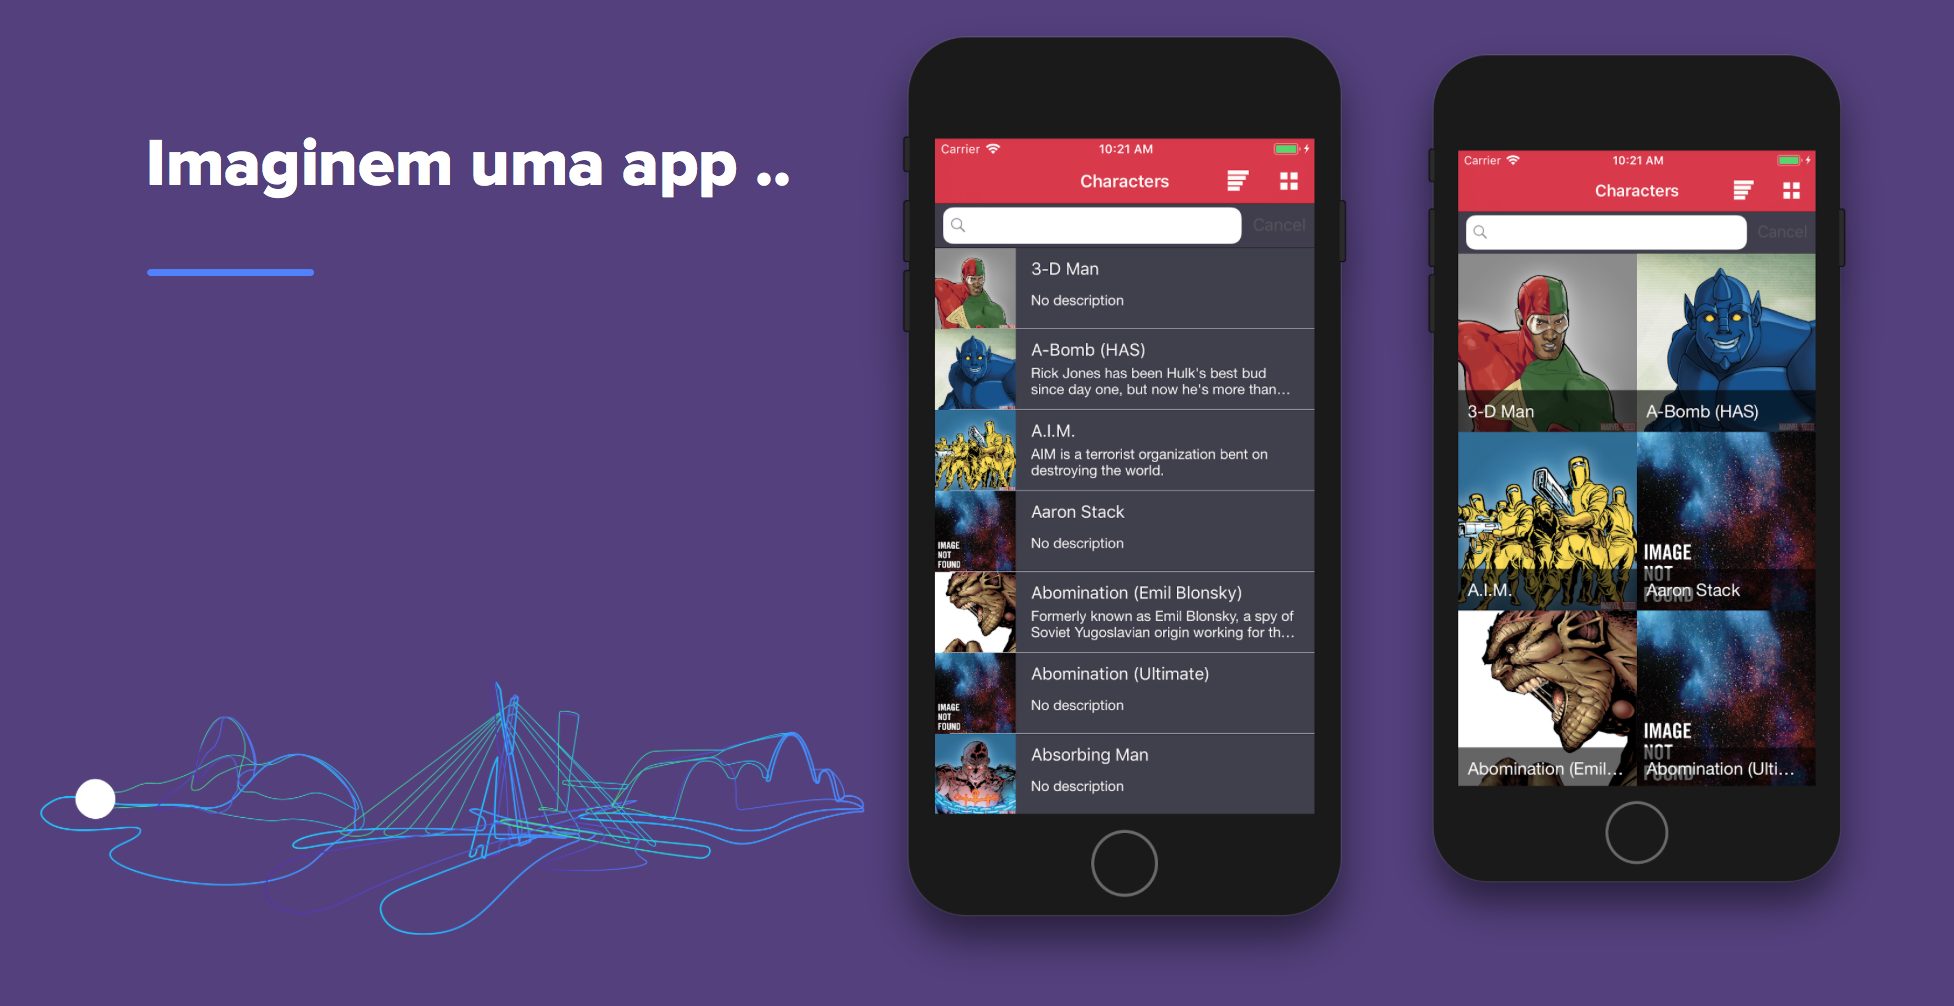 Imaginem uma app ..
Carrier
10:21 AM
Characters
Cancel
3-D Man
No description
A-Bomb (HAS)
Rick Jones has been Hulk's best bud
since day one, but now he's more than...
A.I.M.
AIM is a terrorist organization bent on
destroying the world.
IMAGE
NOT
FOUND
Aaron Stack
No description
Abomination (Emil Blonsky)
Formerly known as Emil Blonsky, a spy of
Soviet Yugoslavian origin working for th...
IMAGE
NOT
FOUND
Abomination (Ultimate)
No description
Absorbing Man
No description
Carrier
10:21 AM
Characters
Cancel
3-D Man
A-Bomb (HAS)
A.I.M.
IMAGE
NOT
FOUND
Aaron Stack
Abomination (Emil...
IMAGE
NOT
FOUND
Abomination (Ulti...